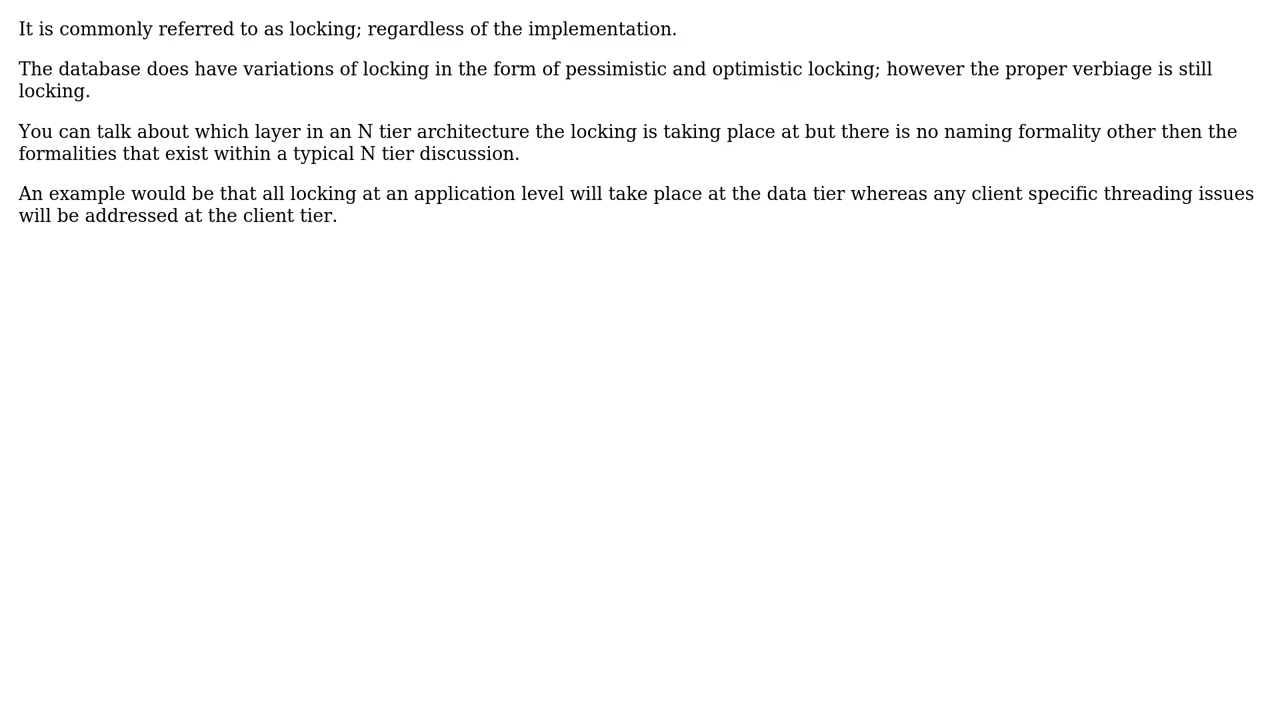 It is commonly referred to as locking; regardless of the implementation.
The database does have variations of locking in the form of pessimistic and optimistic locking; however the proper verbiage is still
locking.
You can talk about which layer in an N tier architecture the locking is taking place at but there is no naming formality other then the
formalities that exist within a typical N tier discussion.
An example would be that all locking at an application level will take place at the data tier whereas any client specific threading issues
will be addressed at the client tier.